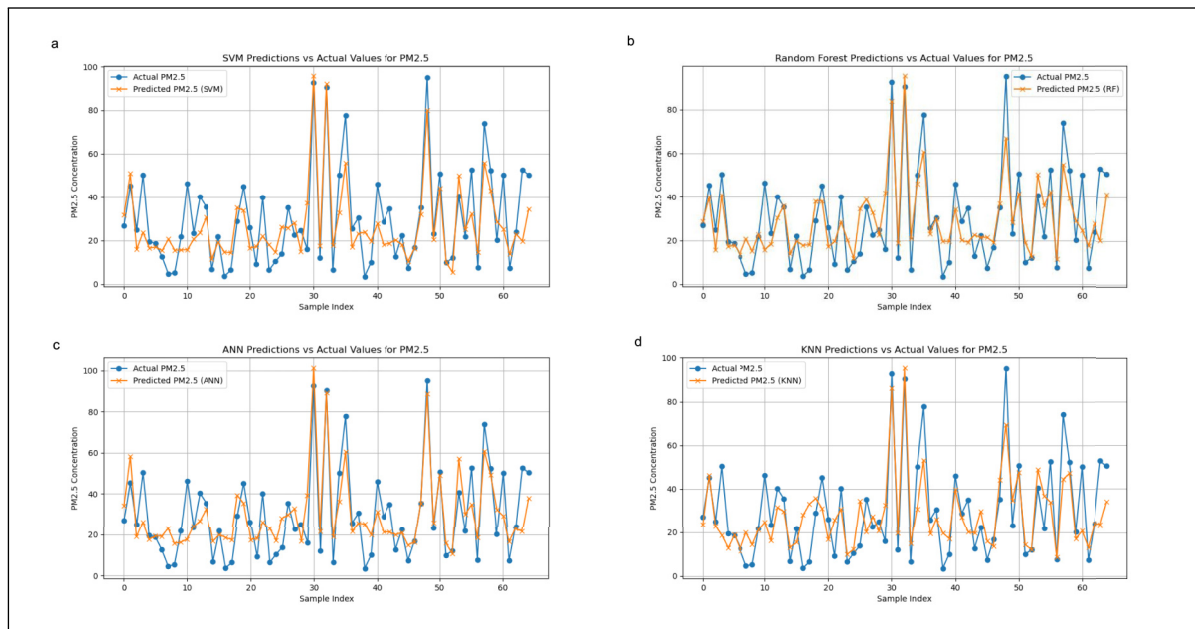 a
SVM Predictions vs Actual Values for PM2.5
Actual PM2.5
Predicted PM2.5 (SVM)
PM2.5 Concentration
100
80
60
40
20
0
0 10 20 30 40 50 60
Sample Index
b
Random Forest Predictions vs Actual Values for PM2.5
Actual PM2.5
Predicted PM25 (RF)
PM2.5 Concentration
80
60
40
20
0
0 10 20 30 40 50 60
Sample Index
c
ANN Predictions vs Actual Values for PM2.5
Actual PM2.5
Predicted PM2.5 (ANN)
PM2.5 Concentration
100
80
60
40
20
0
0 10 20 30 40 50 60
Sample Index
d
KNN Predictions vs Actual Values for PM2.5
Actual PM2.5
Predicted PM2.5 (KNN)
PM2.5 Concentration
100
80
60
40
20
0
0 10 20 30 40 50 60
Sample Index